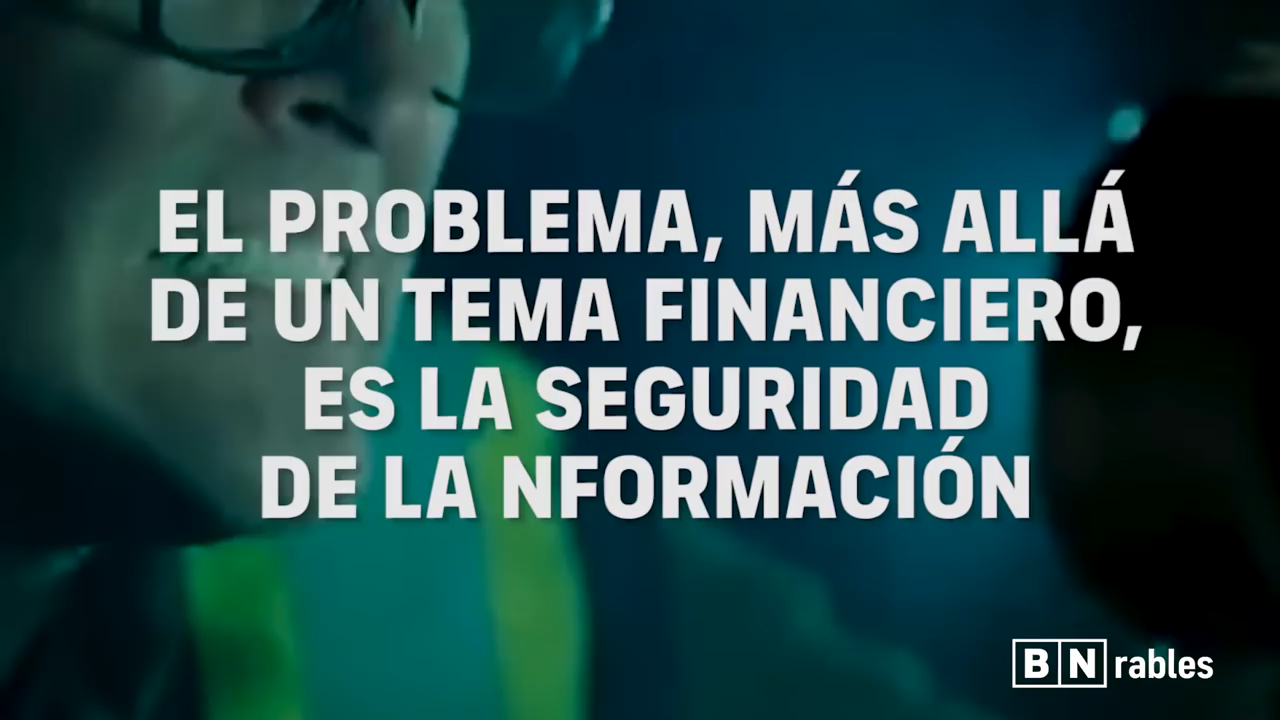 EL PROBLEMA, MÁS ALLÁ
DE UN TEMA FINANCIERO,
ES LA SEGURIDAD
DE LA NFORMACIÓN
BN rables